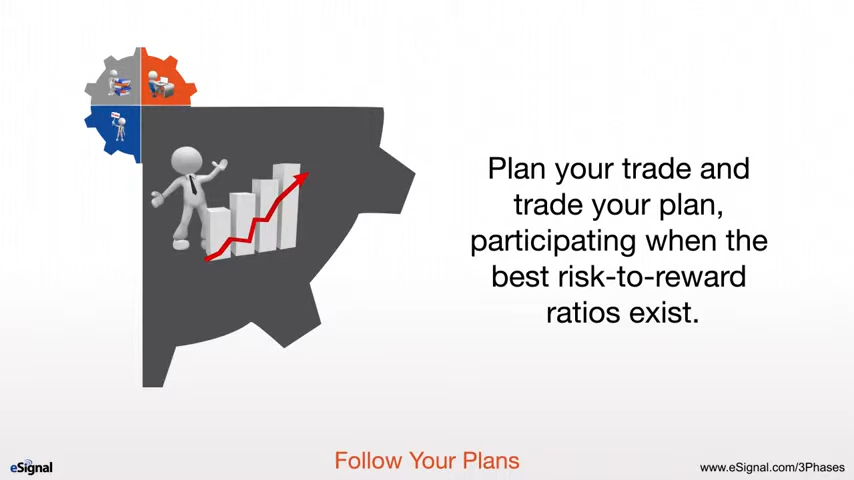 Plan your trade and
trade your plan,
participating when the
best risk-to-reward
ratios exist.
eSignal
Follow Your Plans
www.eSignal.com/3Phases